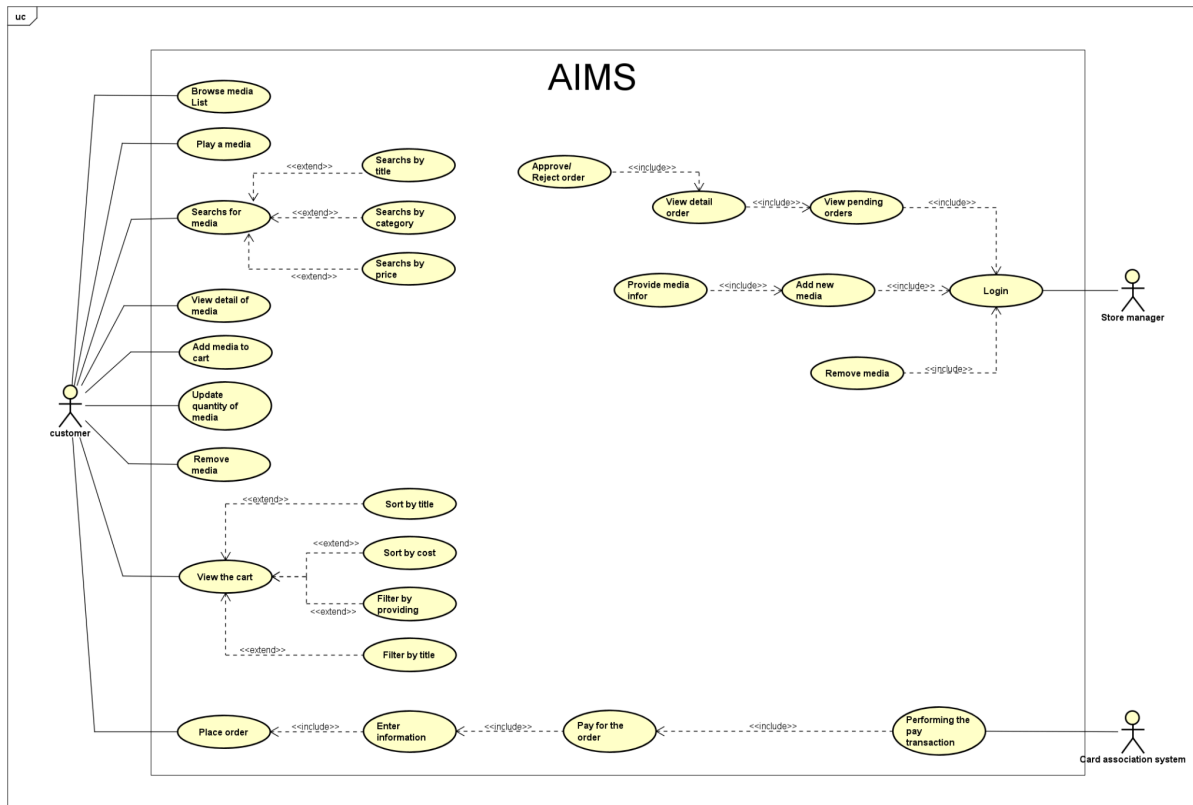 uc
AIMS
Browse media
List
Play a media
Searchs for
media
<<extend>>
Searchs by
title
<<extend>>
Searchs by
category
<<extend>>
Searchs by
price
View detail of
media
Add media to
cart
Update
quantity of
media
Remove
media
customer
View the cart
<<extend>>
Sort by title
<<extend>>
Sort by cost
<<extend>>
Filter by
providing
<<extend>>
Filter by title
Place order
<<include>>
Enter
information
<<include>>
Pay for the
order
<<include>>
Performing the
pay
transaction
Card association system
Approve/
Reject order
<<include>>
View detail
order
<<include>>
View pending
orders
<<include>>
Provide media
infor
<<include>>
Add new
media
<<include>>
Login
Store manager
Remove media
<<include>>